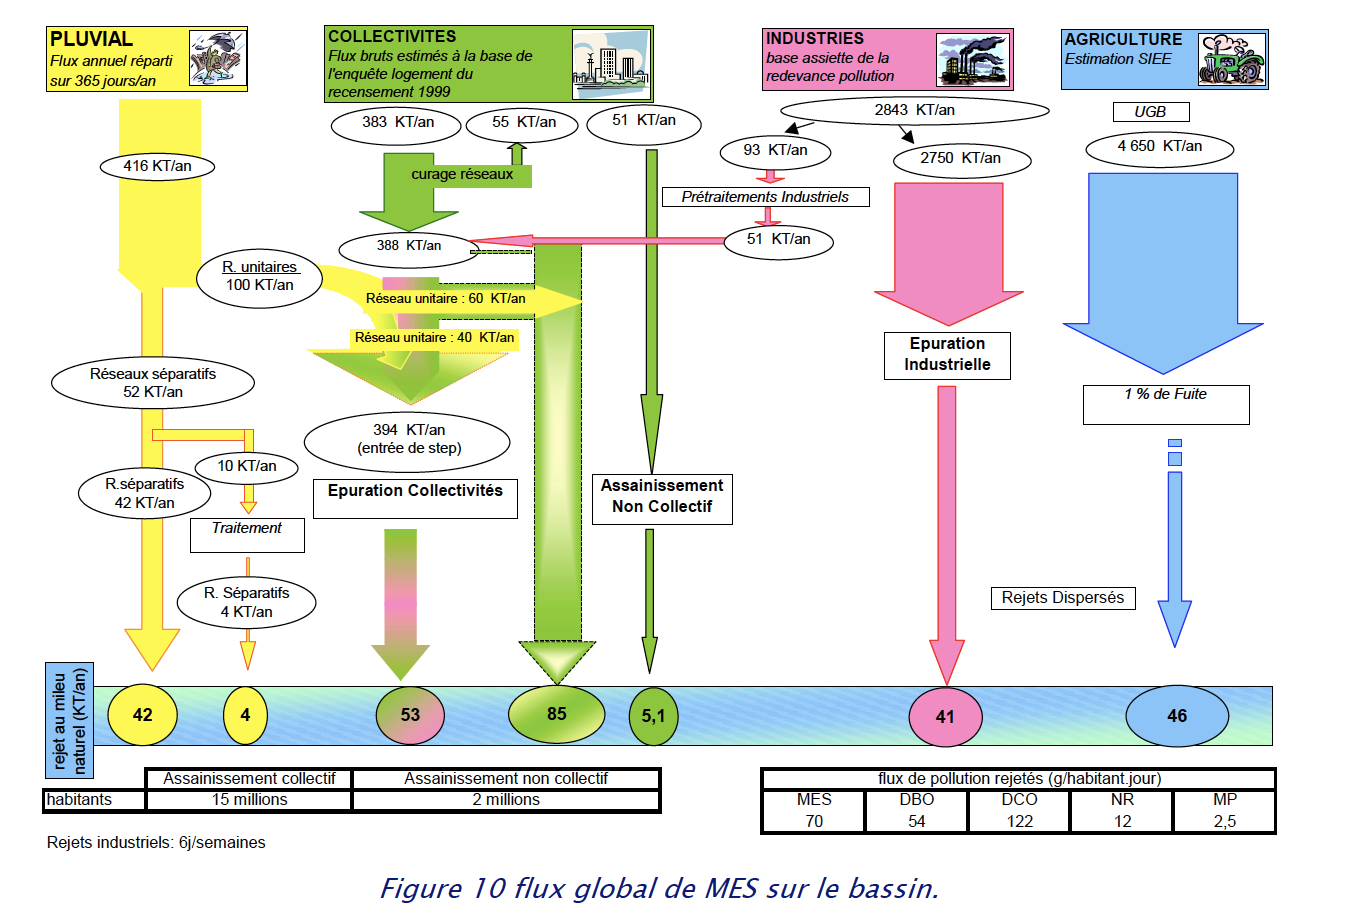 PLUVIAL
Flux annuel réparti
sur 365 jours/an
COLLECTIVITES
Flux bruts estimés à la base de
l'enquête logement du
recensement 1999
INDUSTRIES
base assiette de la
redevance pollution
AGRICULTURE
Estimation SIEE
383 KT/an
55 KT/an
51 KT/an
2843 KT/an
UGB
93 KT/an
2750 KT/an
4 650 KT/an
416 KT/an
curage réseaux
Prétraitements Industriels
388 KT/an
51 KT/an
R. unitaires
100 KT/an
Réseau unitaire : 60 KT/an
Réseau unitaire : 40 KT/an
Epuration
Industrielle
Réseaux séparatifs
52 KT/an
1 % de Fuite
394 KT/an
(entrée de step)
10 KT/an
R.séparatifs
42 KT/an
Epuration Collectivités
Assainissement
Non Collectif
Traitement
R. Séparatifs
4 KT/an
Rejets Dispersés
rejet au mileu
naturel (KT/an)
42
4
53
85
5,1
41
46
Assainissement collectif
Assainissement non collectif
habitants
15 millions
2 millions
flux de pollution rejetés (g/habitant.jour)
MES
DBO
DCO
NR
MP
70
54
122
12
2,5
Rejets industriels: 6j/semaines
Figure 10 flux global de MES sur le bassin.